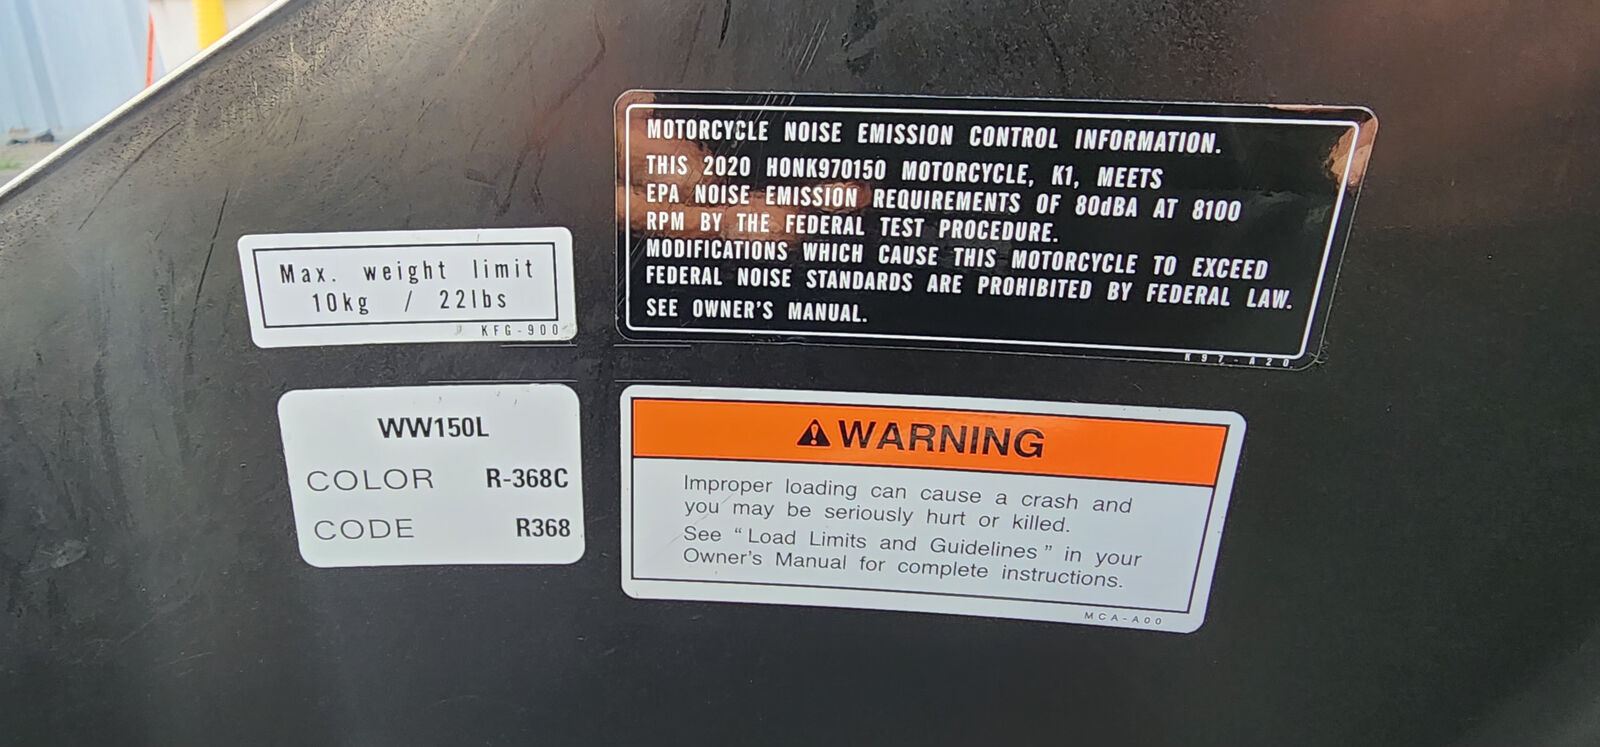 MOTORCYCLE NOISE EMISSION CONTROL INFORMATION.
THIS 2020 HONK970150 MOTORCYCLE, K1, MEETS
EPA NOISE EMISSION REQUIREMENTS OF 80dBA AT 8100
RPM BY THE FEDERAL TEST PROCEDURE.
MODIFICATIONS WHICH CAUSE THIS MOTORCYCLE TO EXCEED
FEDERAL NOISE STANDARDS ARE PROHIBITED BY FEDERAL LAW.
SEE OWNER'S MANUAL.
K97-A20
Max. weight limit
10kg / 22lbs
KFG-900
WW150L
COLOR R-368C
CODE R368
WARNING
Improper loading can cause a crash and
you may be seriously hurt or killed.
See "Load Limits and Guidelines" in your
Owner's Manual for complete instructions.
MCA-A00